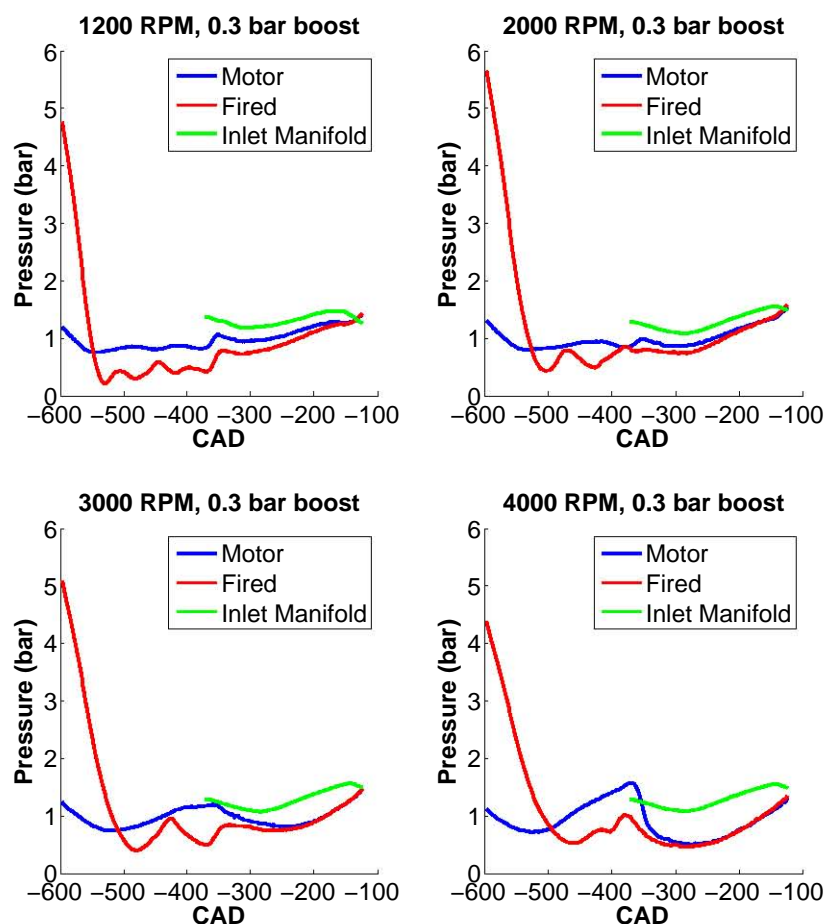 1200 RPM, 0.3 bar boost
6
5
4
3
2
1
0
Pressure (bar)
Motor
Fired
Inlet Manifold
−600 −500 −400 −300 −200 −100
CAD
2000 RPM, 0.3 bar boost
6
5
4
3
2
1
0
Pressure (bar)
Motor
Fired
Inlet Manifold
−600 −500 −400 −300 −200 −100
CAD
3000 RPM, 0.3 bar boost
6
5
4
3
2
1
0
Pressure (bar)
Motor
Fired
Inlet Manifold
−600 −500 −400 −300 −200 −100
CAD
4000 RPM, 0.3 bar boost
6
5
4
3
2
1
0
Pressure (bar)
Motor
Fired
Inlet Manifold
−600 −500 −400 −300 −200 −100
CAD